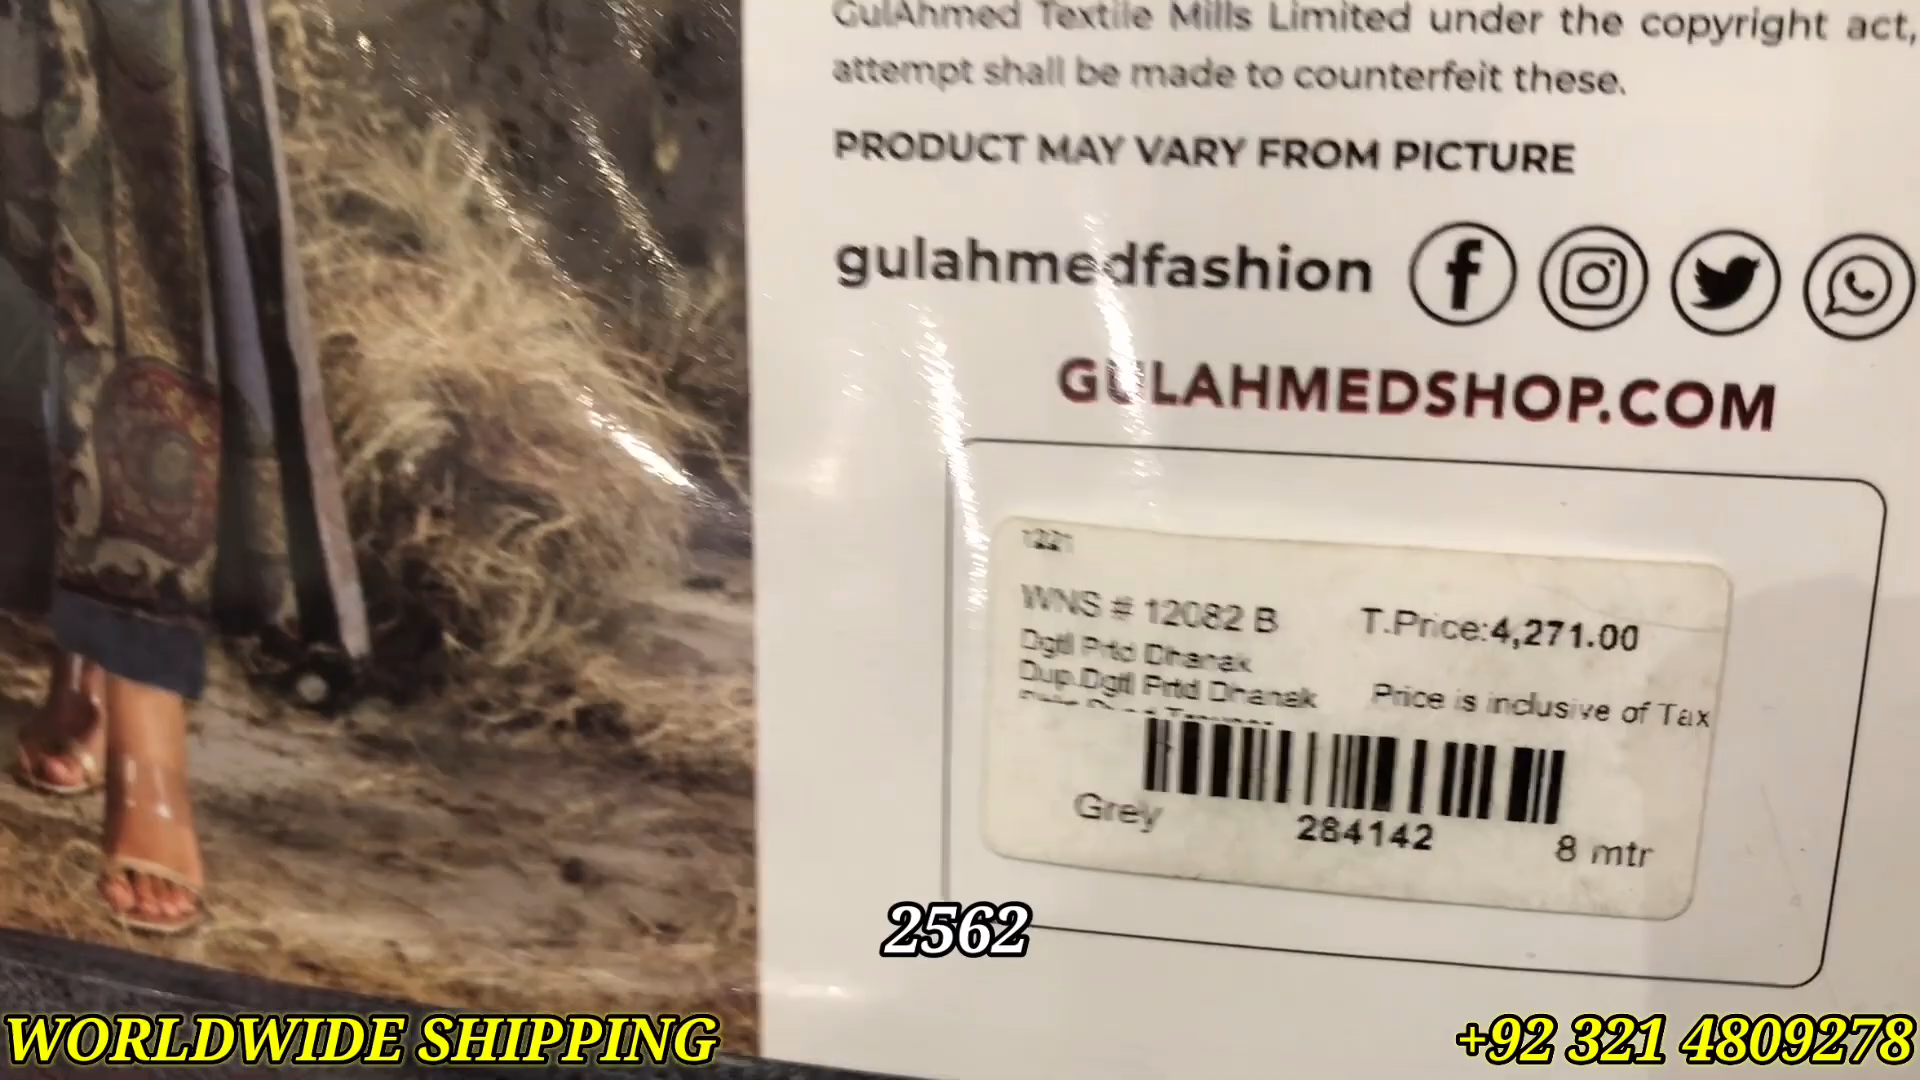 GulAhmed Textile Mills Limited under the copyright act,
attempt shall be made to counterfeit these.
PRODUCT MAY VARY FROM PICTURE
gulahmedfashion
GULAHMEDSHOP.COM
1221
WNS # 12082 B T.Price:4,271.00
Dgtl Prtd Dhanak
Dup.Dgtl Prtd Dhanak Price is inclusive of Tax
Grey 284142 8 mtr
2562
WORLDWIDE SHIPPING +92 321 4809278